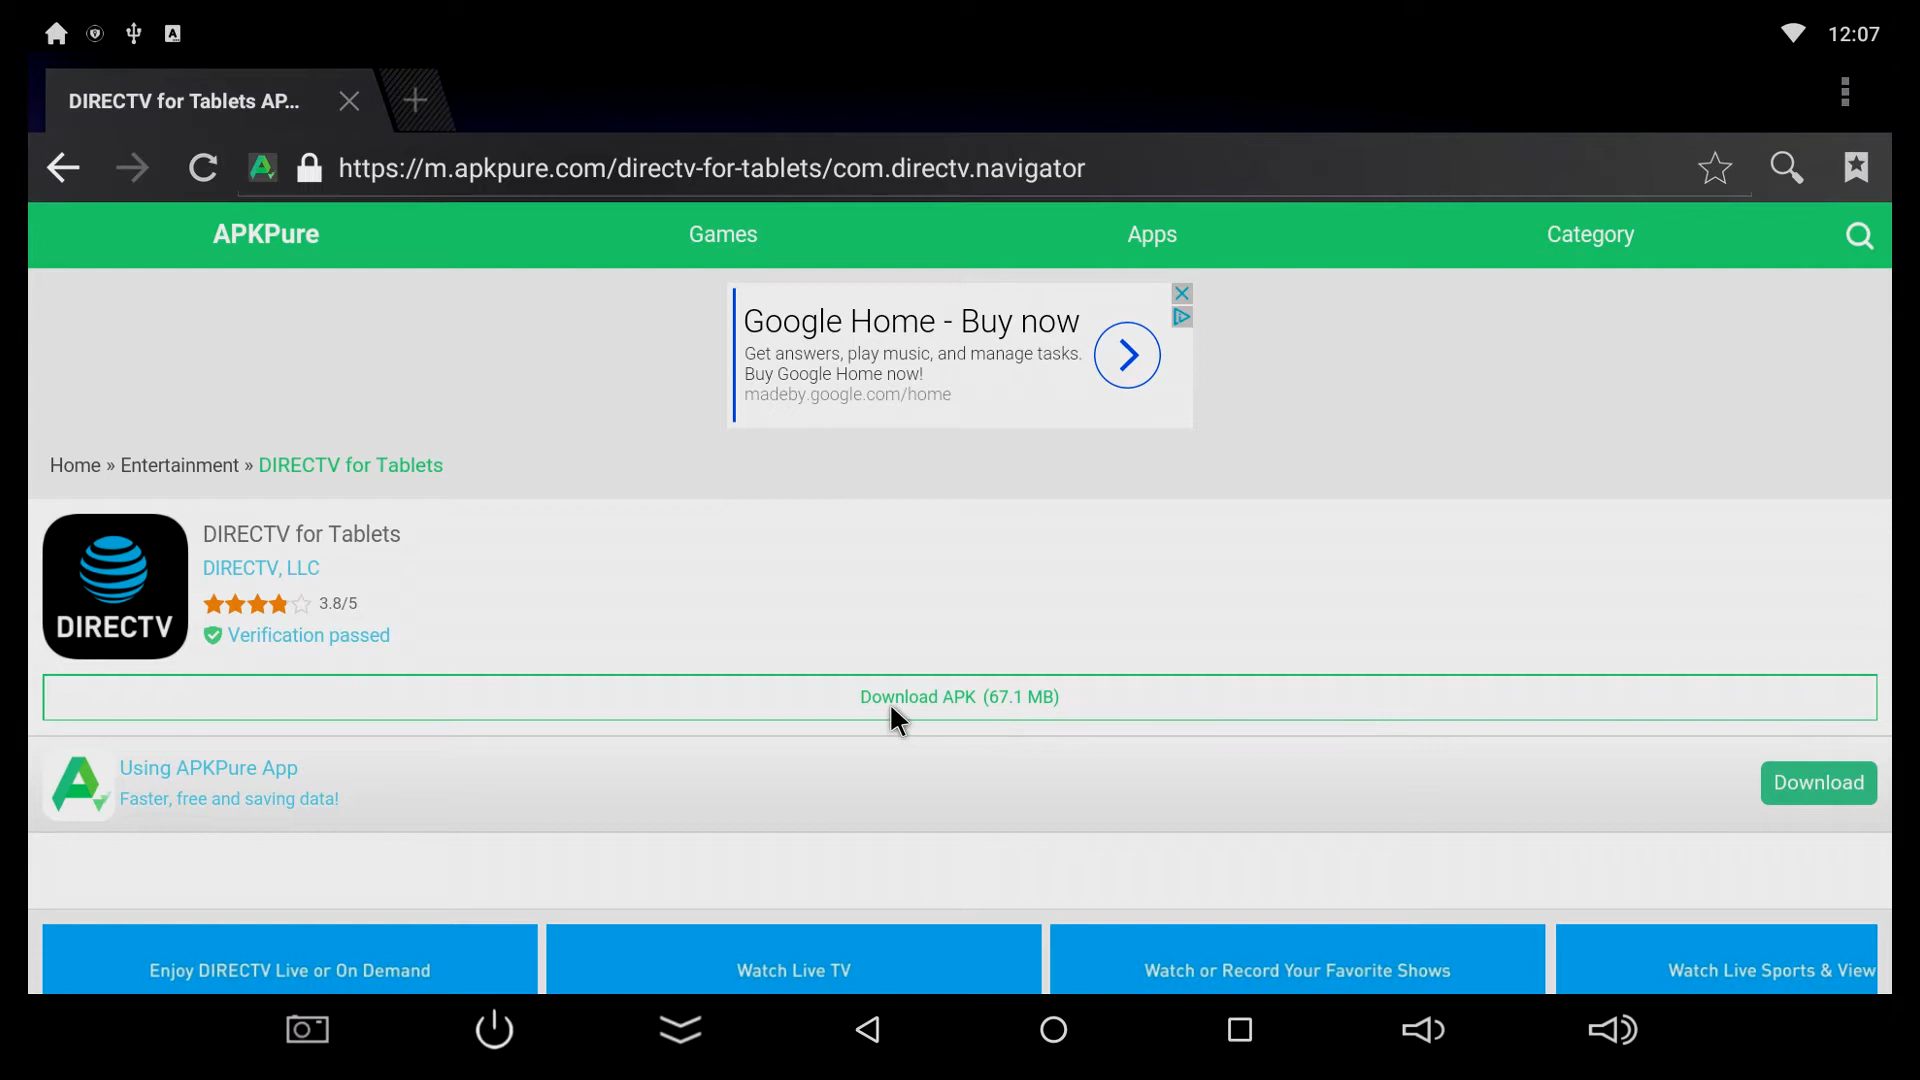 12:07
DIRECTV for Tablets AP...
https://m.apkpure.com/directv-for-tablets/com.directv.navigator
APKPure Games Apps Category
Google Home - Buy now
Get answers, play music, and manage tasks.
Buy Google Home now!
madeby.google.com/home
Home » Entertainment » DIRECTV for Tablets
DIRECTV
DIRECTV for Tablets
DIRECTV, LLC
3.8/5
Verification passed
Download APK (67.1 MB)
Using APKPure App
Faster, free and saving data!
Download
Enjoy DIRECTV Live or On Demand
Watch Live TV
Watch or Record Your Favorite Shows
Watch Live Sports & View